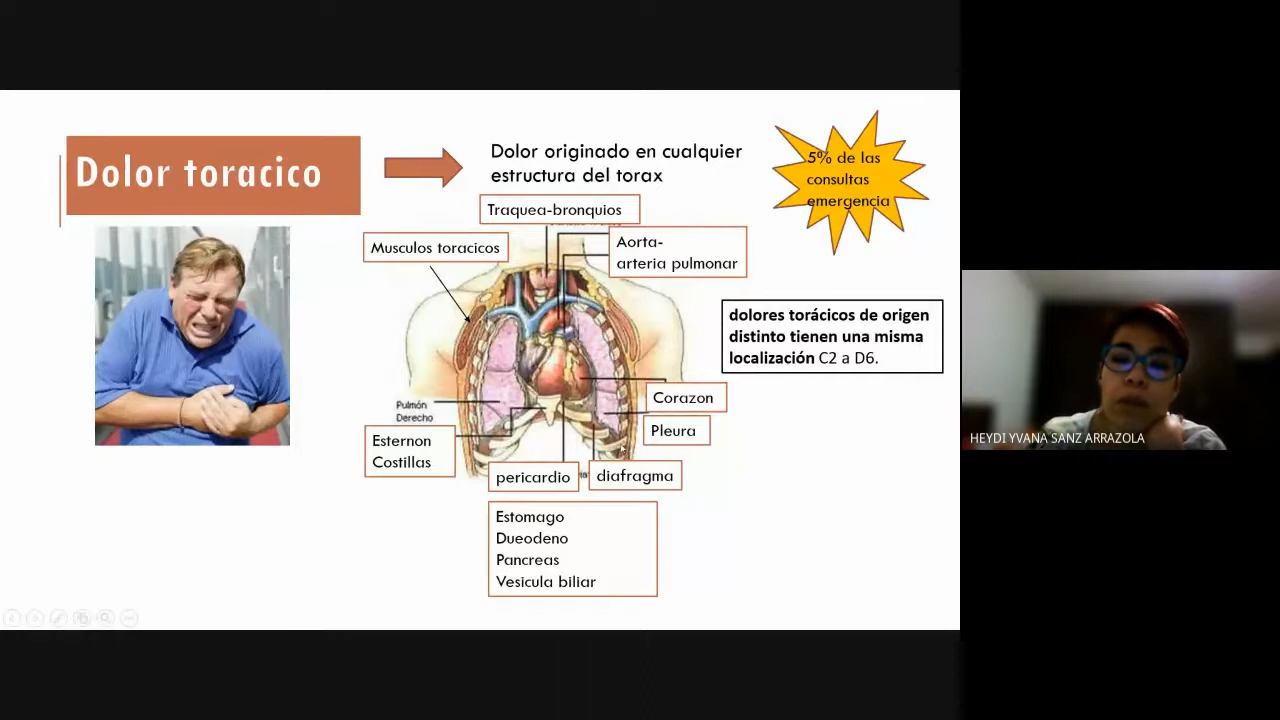 Dolor toracico
Dolor originado en cualquier
estructura del torax
5% de las
consultas
emergencia
Traquea-bronquios
Musculos toracicos
Aorta-
arteria pulmonar
dolores torácicos de origen
distinto tienen una misma
localización C2 a D6.
Pulmón
Derecho
Corazon
Pleura
Esternon
Costillas
pericardio
diafragma
Estomago
Dueodeno
Pancreas
Vesicula biliar
HEYDI YVANA SANZ ARRAZOLA